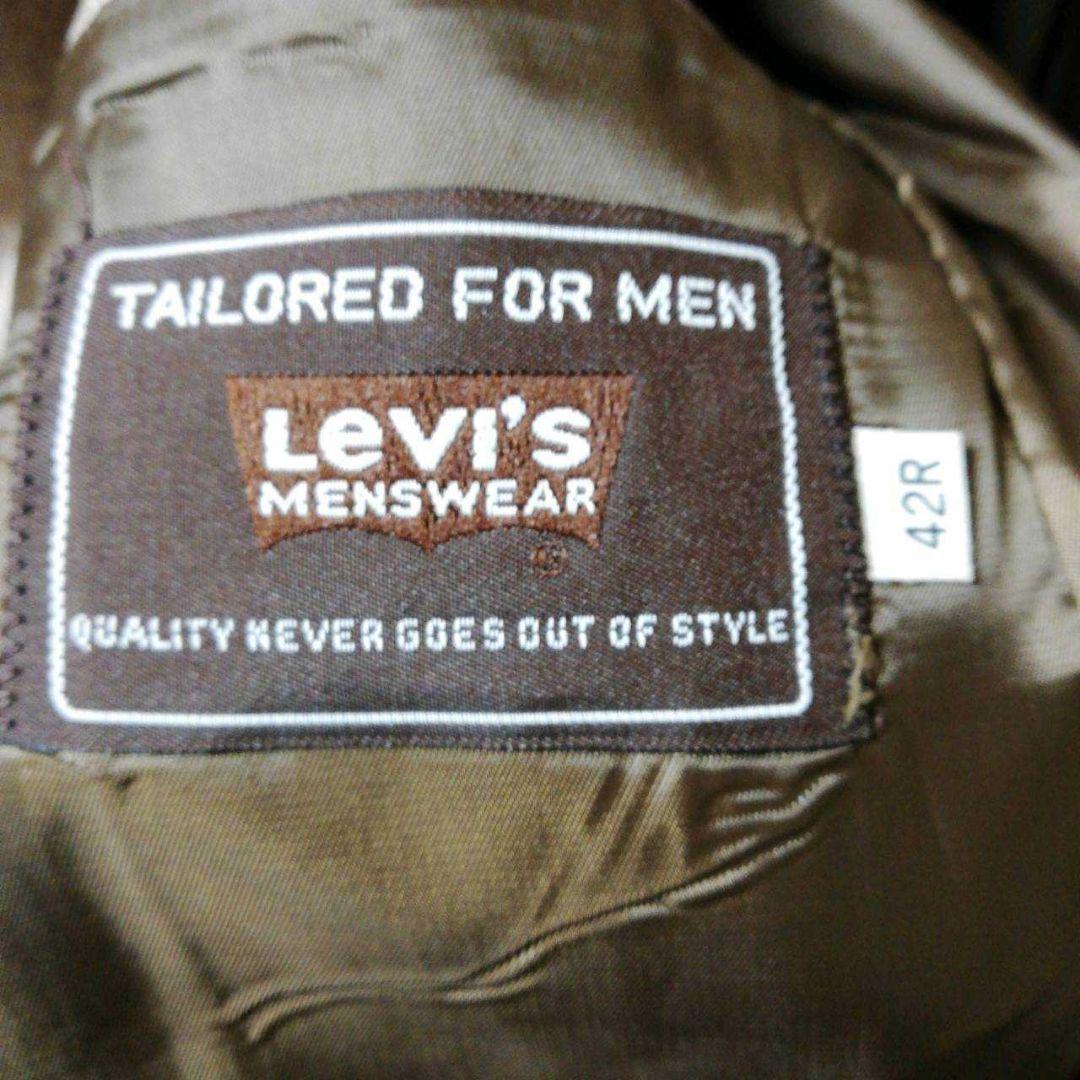 TAILORED FOR MEN
Levi's
MENSWEAR
®
QUALITY NEVER GOES OUT OF STYLE
42R